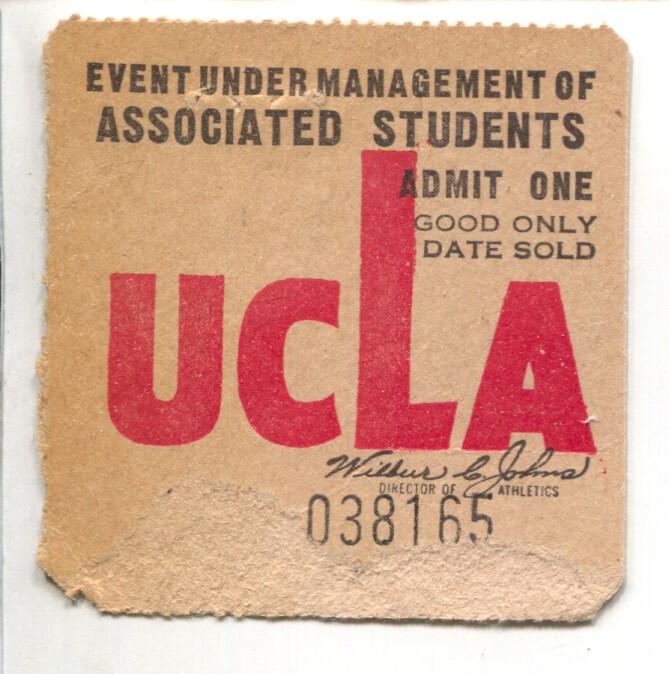 EVENT UNDER MANAGEMENT OF
ASSOCIATED STUDENTS
ADMIT ONE
GOOD ONLY
DATE SOLD
UCLA
Wilbur C Johns
DIRECTOR OF ATHLETICS
038165